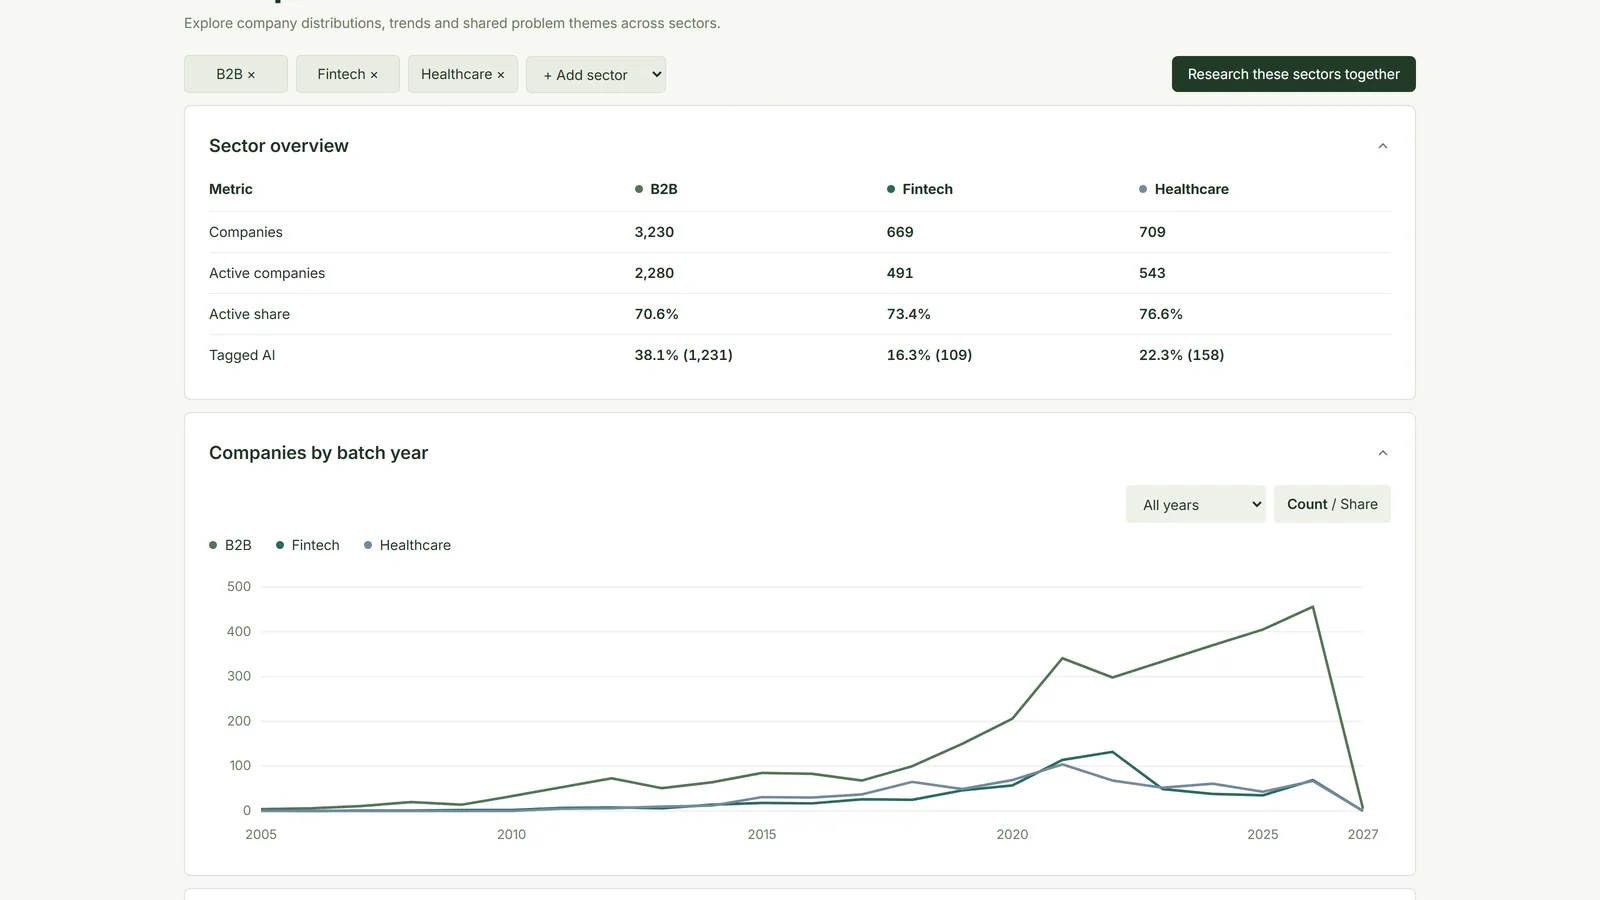 Explore company distributions, trends and shared problem themes across sectors.
B2B × Fintech × Healthcare × + Add sector Research these sectors together
Sector overview
Metric B2B Fintech Healthcare
Companies 3,230 669 709
Active companies 2,280 491 543
Active share 70.6% 73.4% 76.6%
Tagged AI 38.1% (1,231) 16.3% (109) 22.3% (158)
Companies by batch year
All years Count / Share
B2B Fintech Healthcare
500
400
300
200
100
0
2005 2010 2015 2020 2025 2027